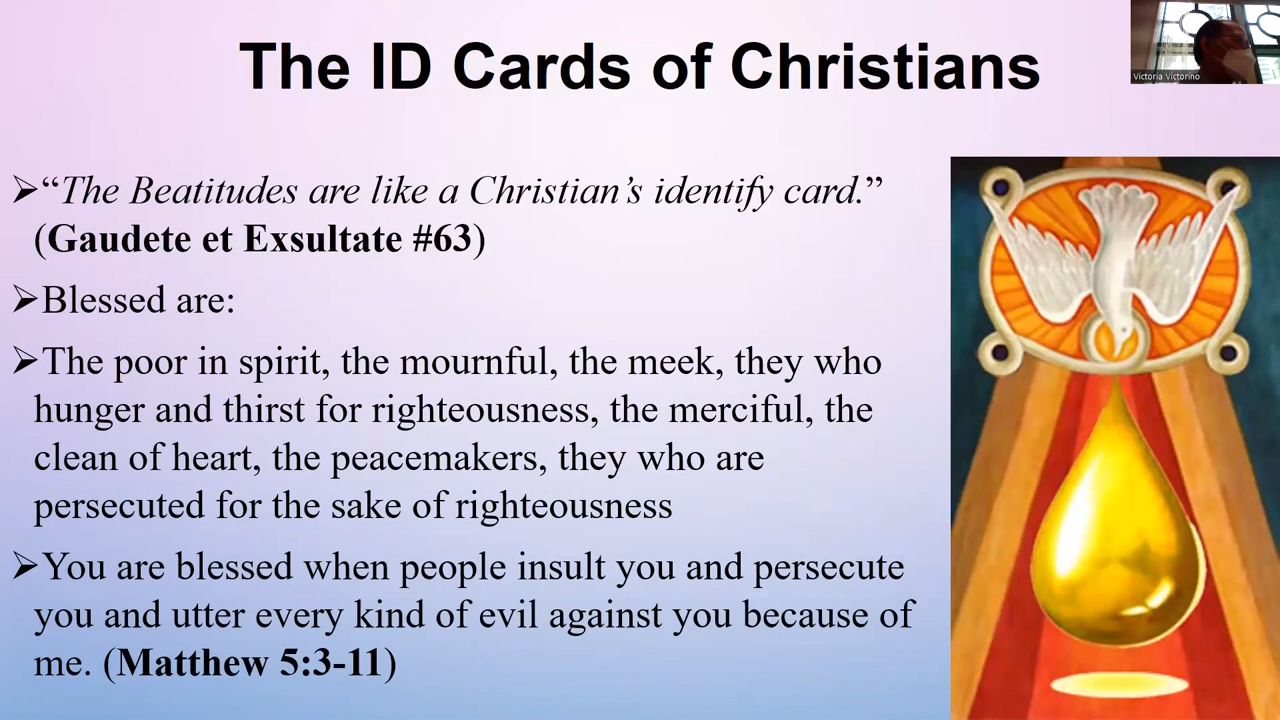 The ID Cards of Christians
Victoria Victorino
➢“The Beatitudes are like a Christian’s identify card.”
(Gaudete et Exsultate #63)
➢Blessed are:
➢The poor in spirit, the mournful, the meek, they who
hunger and thirst for righteousness, the merciful, the
clean of heart, the peacemakers, they who are
persecuted for the sake of righteousness
➢You are blessed when people insult you and persecute
you and utter every kind of evil against you because of
me. (Matthew 5:3-11)